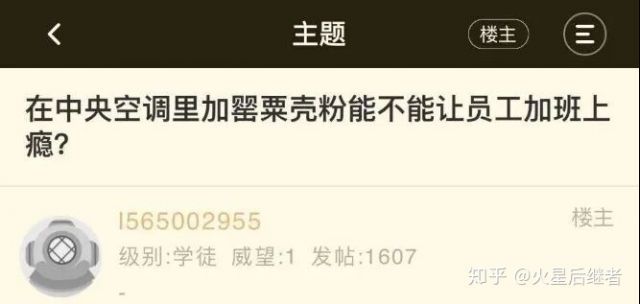 主题
楼主
在中央空调里加罂粟壳粉能不能让员工加班上
瘾?
l565002955
楼主
级别:学徒 威望:1 发帖:1607
-
知乎 @火星后继者